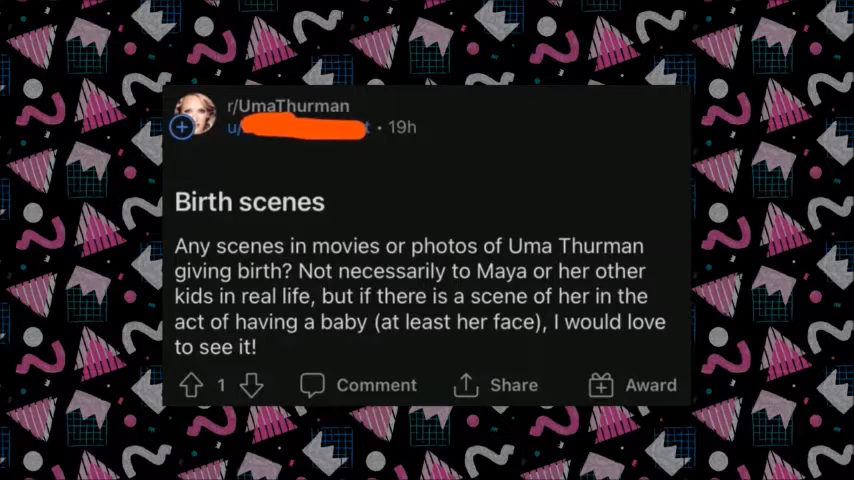 r/UmaThurman
u/ t • 19h
Birth scenes
Any scenes in movies or photos of Uma Thurman
giving birth? Not necessarily to Maya or her other
kids in real life, but if there is a scene of her in the
act of having a baby (at least her face), I would love
to see it!
1 Comment Share Award